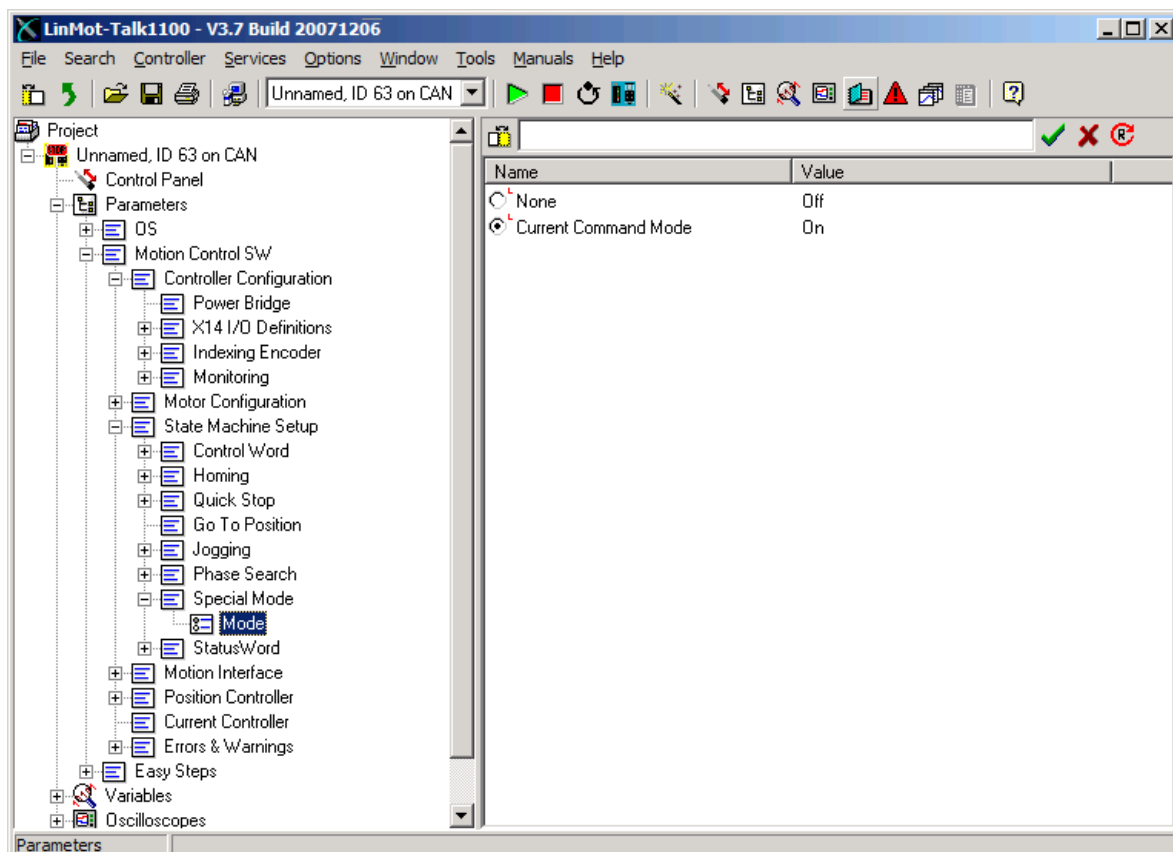 LinMot-Talk1100 - V3.7 Build 20071206
File Search Controller Services Options Window Tools Manuals Help
Unnamed, ID 63 on CAN
Project
Unnamed, ID 63 on CAN
Control Panel
Parameters
OS
Motion Control SW
Controller Configuration
Power Bridge
X14 I/O Definitions
Indexing Encoder
Monitoring
Motor Configuration
State Machine Setup
Control Word
Homing
Quick Stop
Go To Position
Jogging
Phase Search
Special Mode
Mode
StatusWord
Motion Interface
Position Controller
Current Controller
Errors & Warnings
Easy Steps
Variables
Oscilloscopes
Name Value
None Off
Current Command Mode On
Parameters